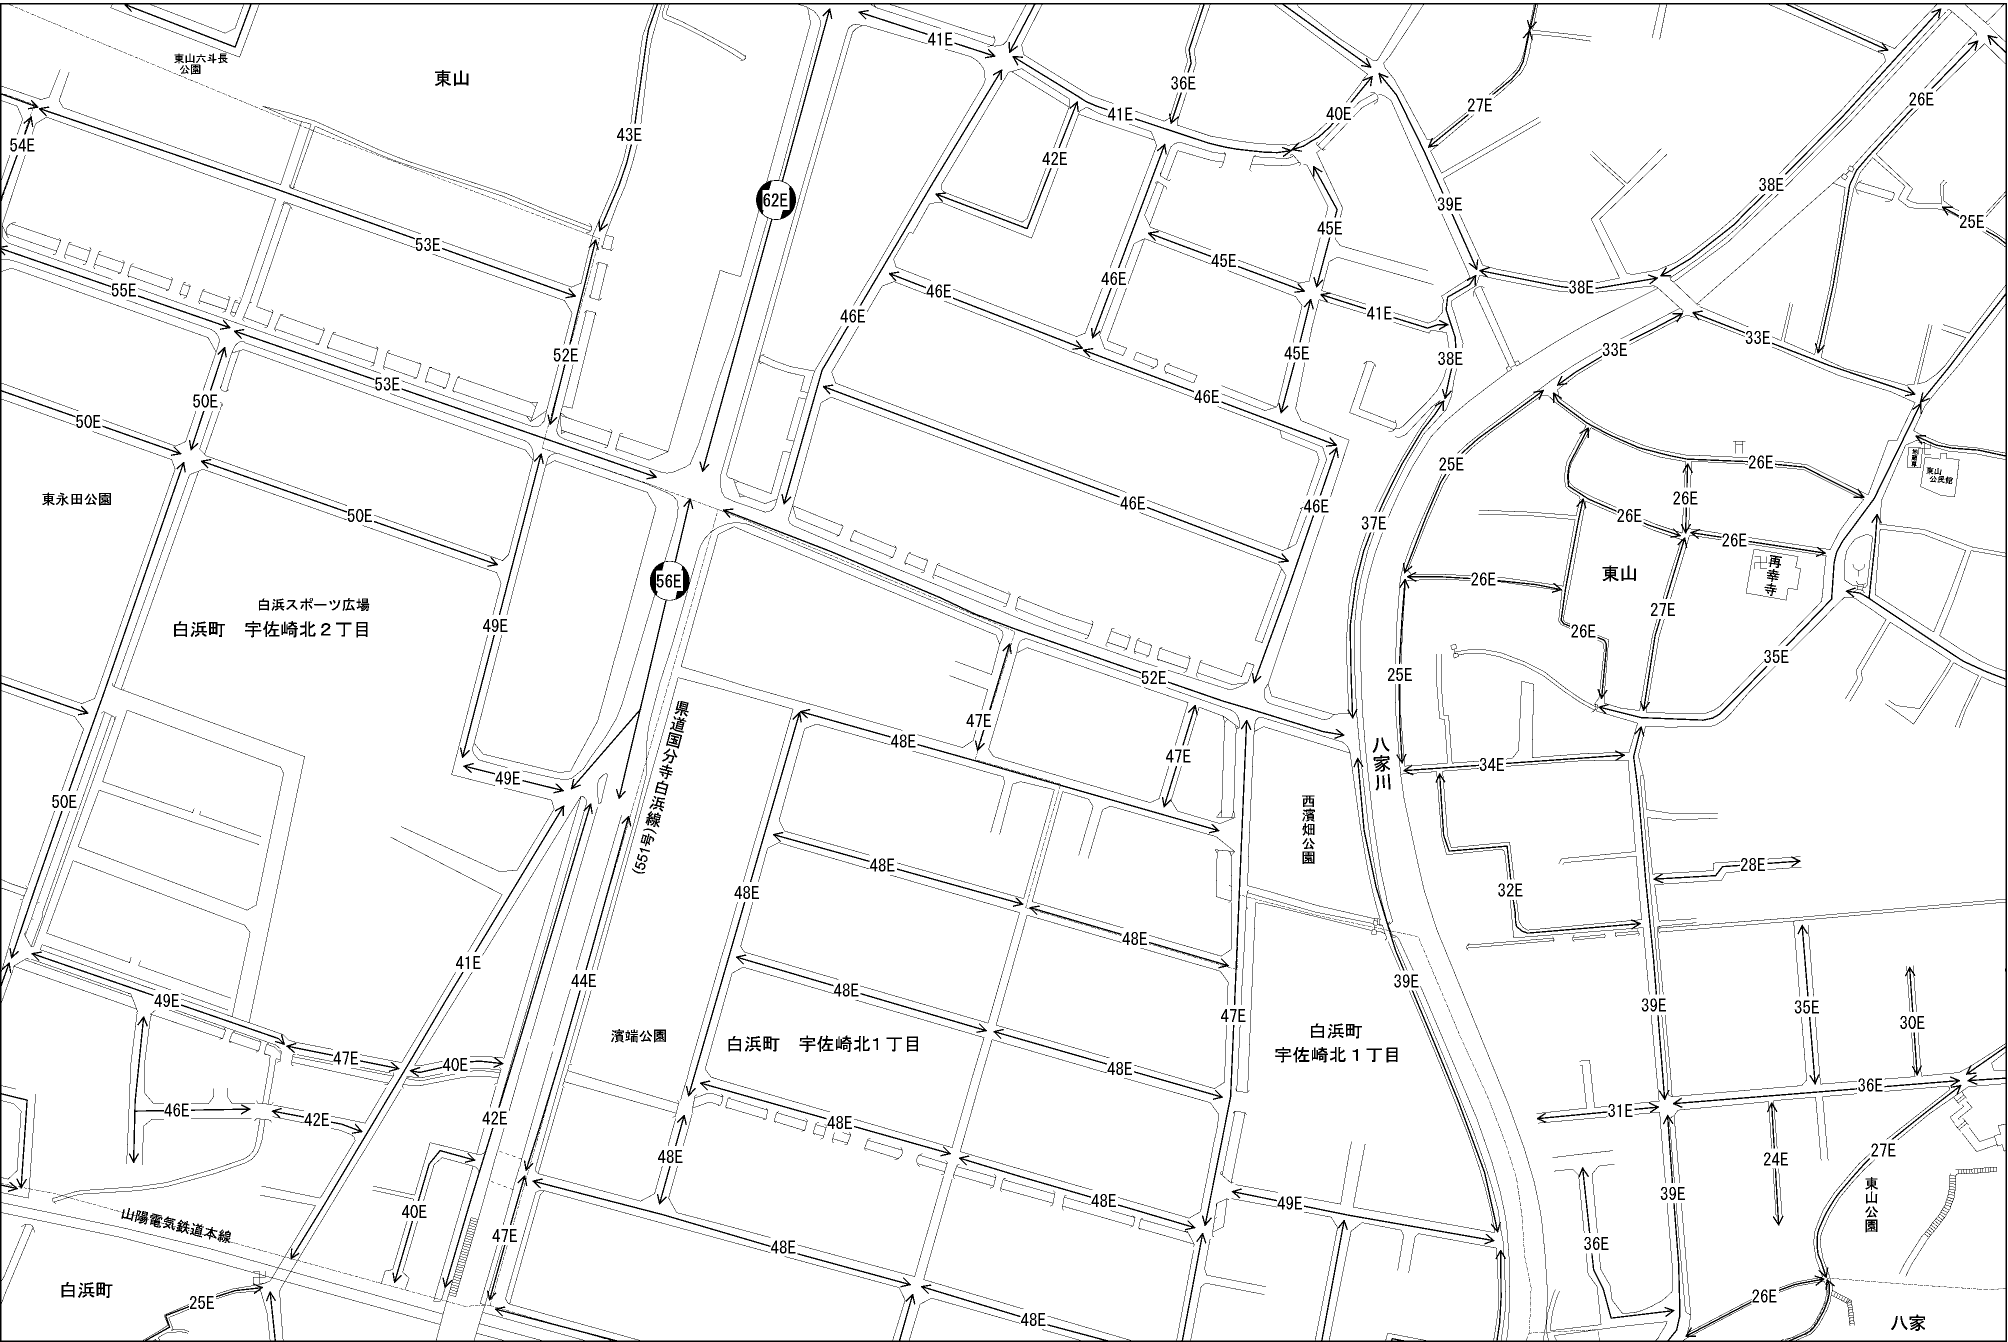 41E
東山六斗長
公園
東山
36E
26E
27E
41E
40E
43E
54E
42E
38E
62E
39E
25E
45E
53E
45E
46E
38E
55E
46E
41E
46E
33E
33E
45E
52E
38E
53E
46E
50E
50E
26E
25E
東山
公民館
東永田公園
46E
46E
26E
50E
37E
26E
26E
56E
26E
再幸寺
東山
白浜スポーツ広場
27E
白浜町 宇佐崎北2丁目
49E
26E
35E
52E
25E
県道国分寺白浜線
(551号)
47E
48E
47E
八家川
34E
49E
50E
西濱畑公園
48E
48E
28E
32E
48E
41E
44E
39E
48E
49E
39E
35E
47E
30E
濱端公園
白浜町 宇佐崎北1丁目
白浜町
宇佐崎北1丁目
47E
40E
48E
36E
46E
42E
42E
48E
31E
48E
24E
27E
39E
48E
東山公園
40E
49E
山陽電気鉄道本線
47E
48E
36E
白浜町
25E
48E
26E
八家